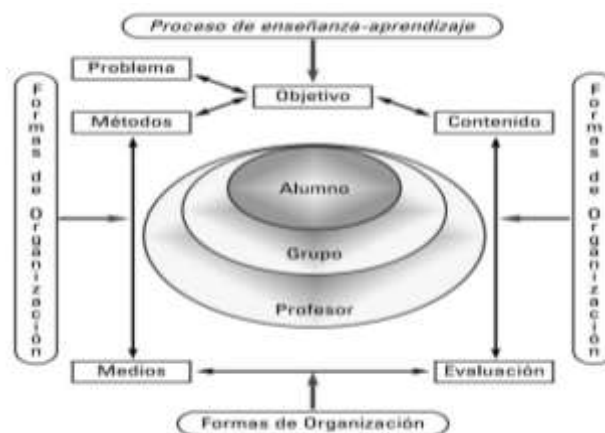 Proceso de enseñanza-aprendizaje
Problema
Objetivo
Métodos
Contenido
Formas de Organización
Formas de Organización
Alumno
Grupo
Profesor
Medios
Evaluación
Formas de Organización